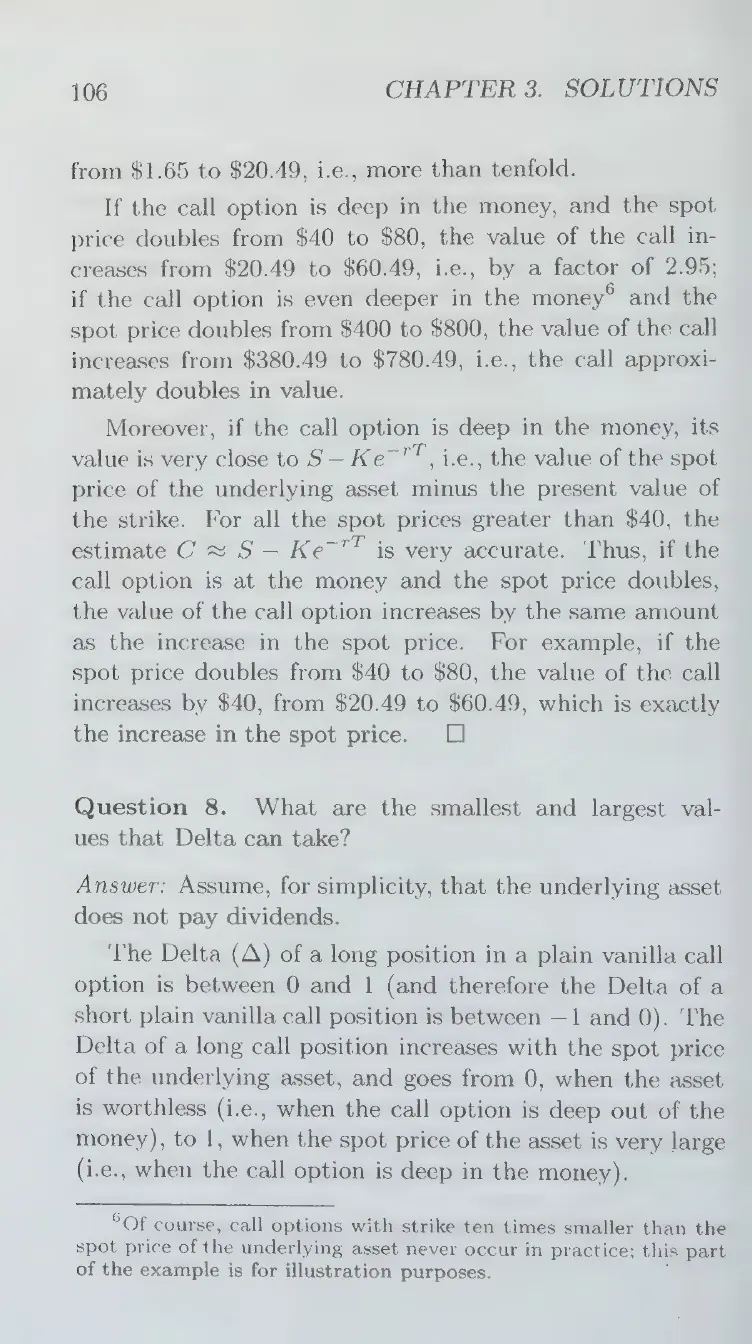 106 CHAPTER 3. SOLUTIONS
from $1.65 to $20.49, i.e., more than tenfold.
If the call option is deep in the money, and the spot
price doubles from $40 to $80, the value of the call in-
creases from $20.49 to $60.49, i.e., by a factor of 2.95;
if the call option is even deeper in the money⁶ and the
spot price doubles from $400 to $800, the value of the call
increases from $380.49 to $780.49, i.e., the call approxi-
mately doubles in value.
Moreover, if the call option is deep in the money, its
value is very close to S − Ke^{−rT}, i.e., the value of the spot
price of the underlying asset minus the present value of
the strike. For all the spot prices greater than $40, the
estimate C ≈ S − Ke^{−rT} is very accurate. Thus, if the
call option is at the money and the spot price doubles,
the value of the call option increases by the same amount
as the increase in the spot price. For example, if the
spot price doubles from $40 to $80, the value of the call
increases by $40, from $20.49 to $60.49, which is exactly
the increase in the spot price. □
Question 8. What are the smallest and largest val-
ues that Delta can take?
Answer: Assume, for simplicity, that the underlying asset
does not pay dividends.
The Delta (Δ) of a long position in a plain vanilla call
option is between 0 and 1 (and therefore the Delta of a
short plain vanilla call position is between −1 and 0). The
Delta of a long call position increases with the spot price
of the underlying asset, and goes from 0, when the asset
is worthless (i.e., when the call option is deep out of the
money), to 1, when the spot price of the asset is very large
(i.e., when the call option is deep in the money).
⁶Of course, call options with strike ten times smaller than the
spot price of the underlying asset never occur in practice; this part
of the example is for illustration purposes.